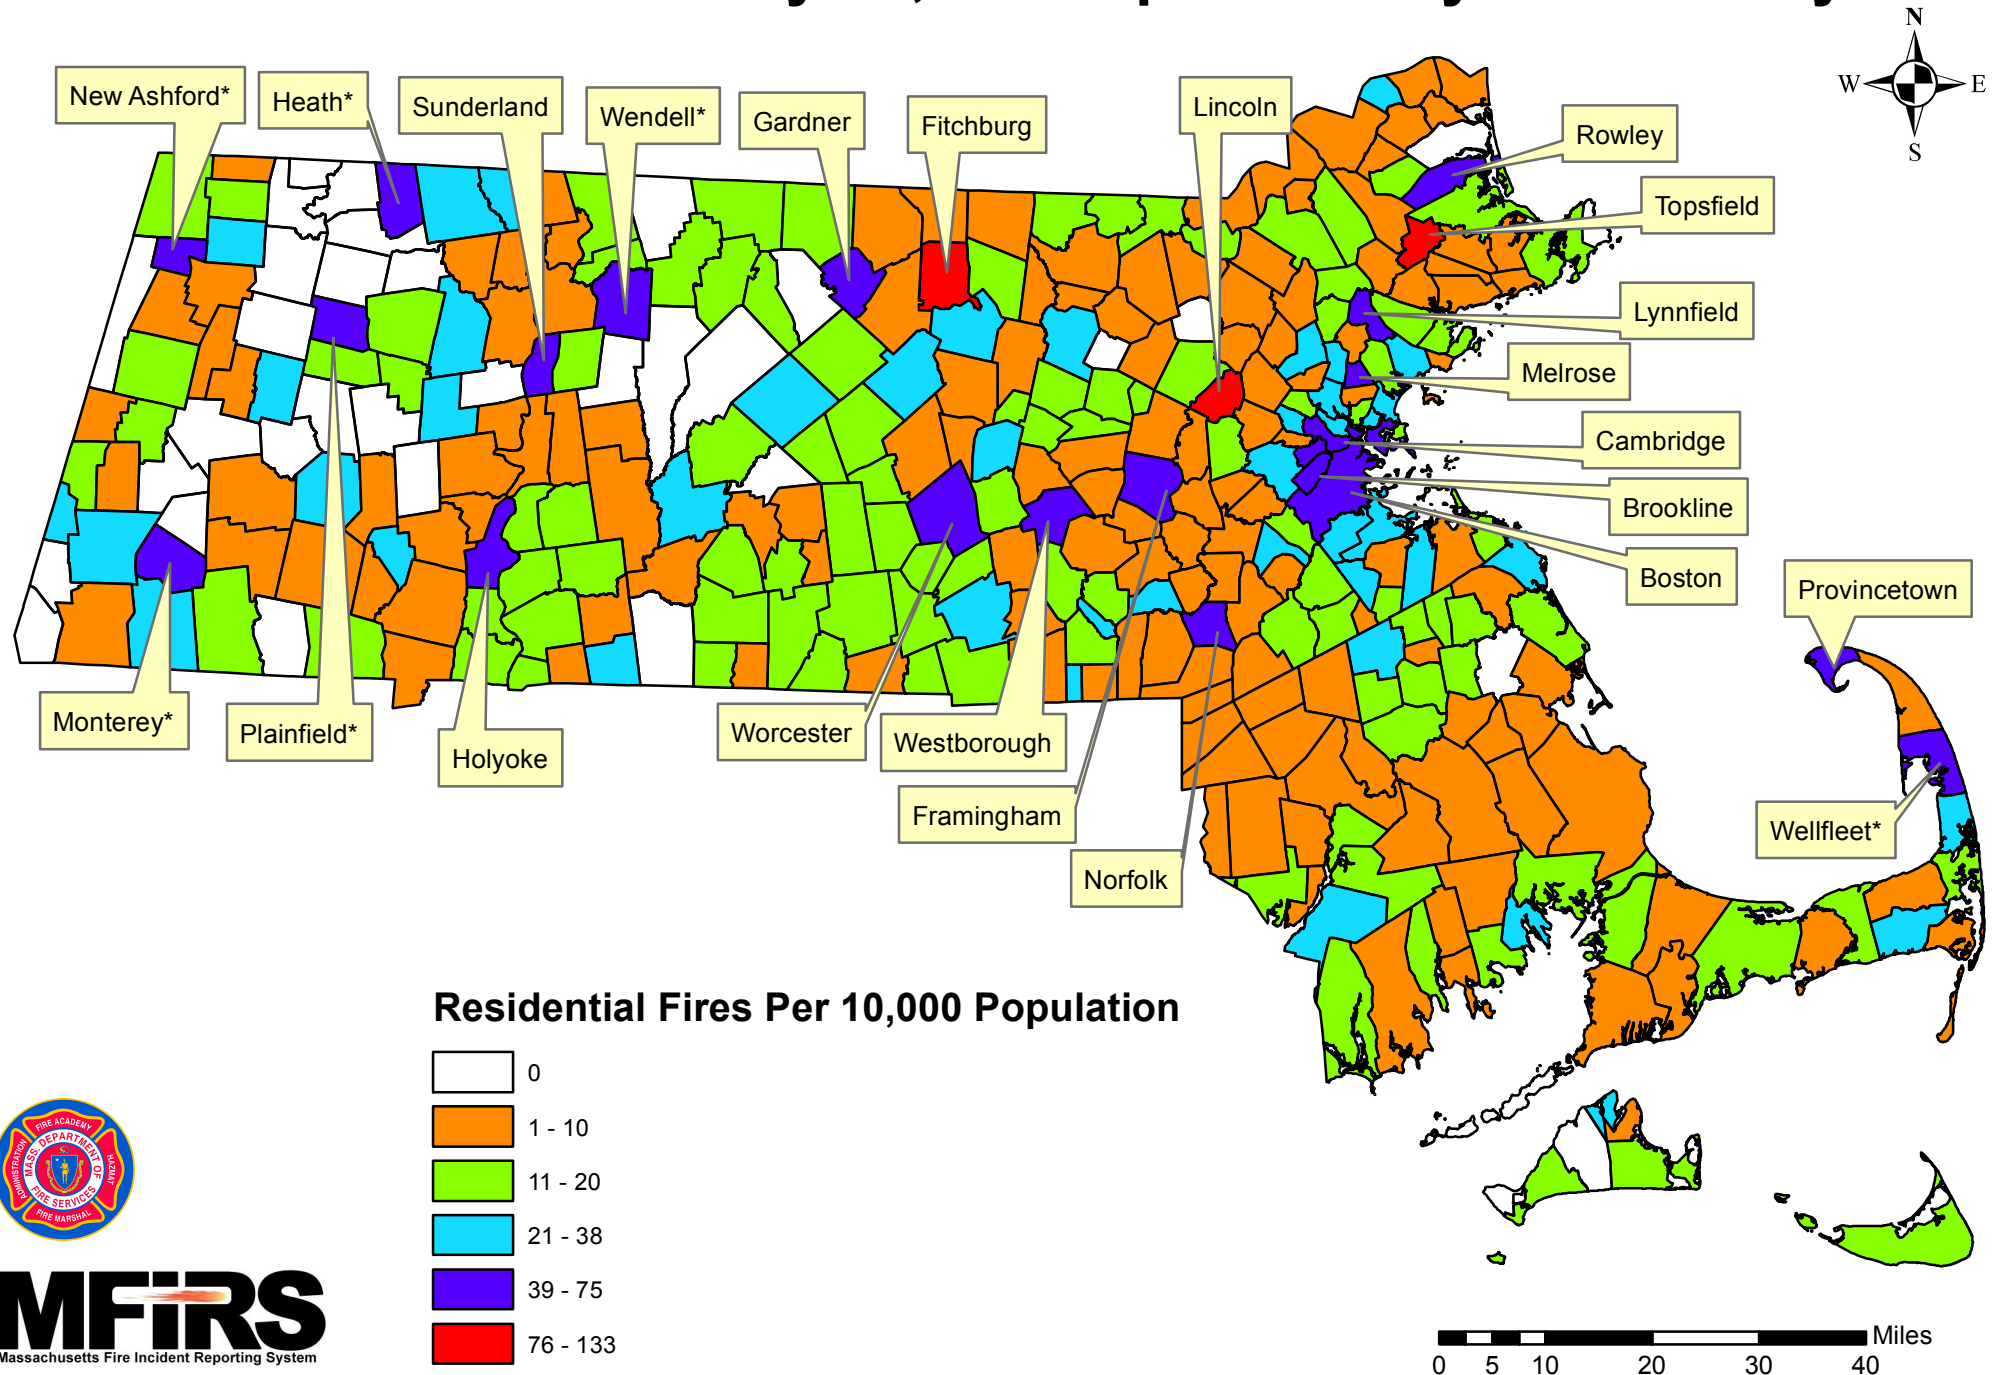 N
W
E
S
New Ashford*
Heath*
Sunderland
Wendell*
Gardner
Fitchburg
Lincoln
Rowley
Topsfield
Lynnfield
Melrose
Cambridge
Brookline
Boston
Provincetown
Wellfleet*
Monterey*
Plainfield*
Holyoke
Worcester
Westborough
Framingham
Norfolk
Residential Fires Per 10,000 Population
0
1 - 10
11 - 20
21 - 38
39 - 75
76 - 133
FIRE ACADEMY
ADMINISTRATION
HAZMAT
FIRE MARSHAL
MASS. DEPARTMENT OF
FIRE SERVICES
MFiRS
Massachusetts Fire Incident Reporting System
Miles
0 5 10 20 30 40